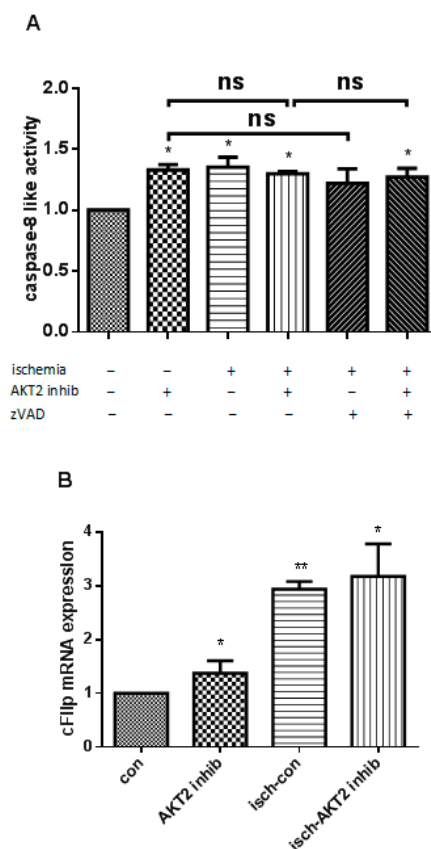 A
ns
ns
ns
caspase-8 like activity
2.0
1.5
1.0
0.5
0.0
*
*
*
*
ischemia – – + + + +
AKT2 inhib – + – + – +
zVAD – – – – + +
B
cFlIp mRNA expression
4
3
2
1
0
*
**
*
con
AKT2 inhib
isch-con
isch-AKT2 inhib